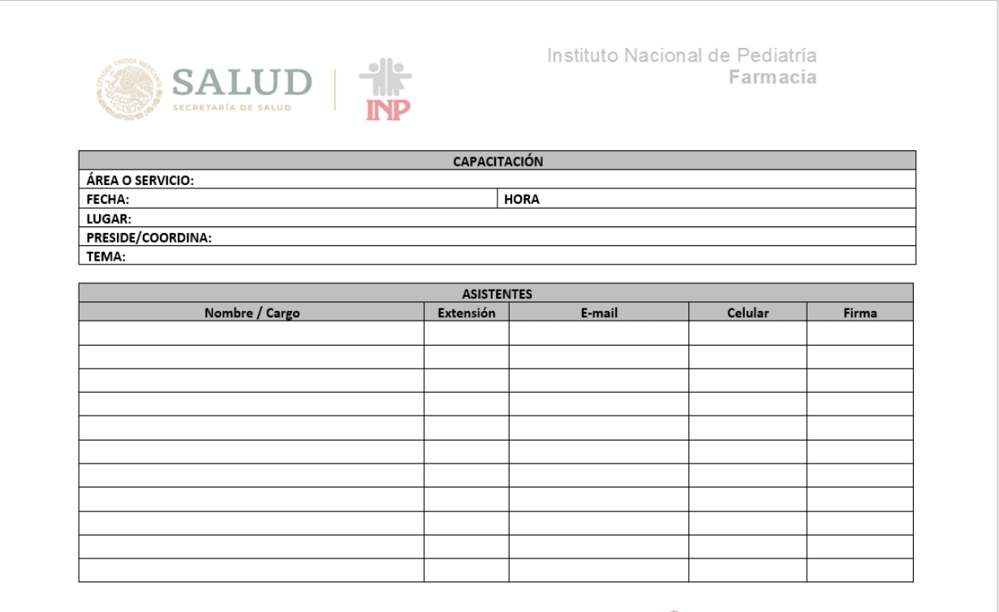 ESTADOS UNIDOS MEXICANOS
SALUD
SECRETARÍA DE SALUD
INP
Instituto Nacional de Pediatría
Farmacia
CAPACITACIÓN
ÁREA O SERVICIO:
FECHA: HORA
LUGAR:
PRESIDE/COORDINA:
TEMA:
ASISTENTES
Nombre / Cargo Extensión E-mail Celular Firma